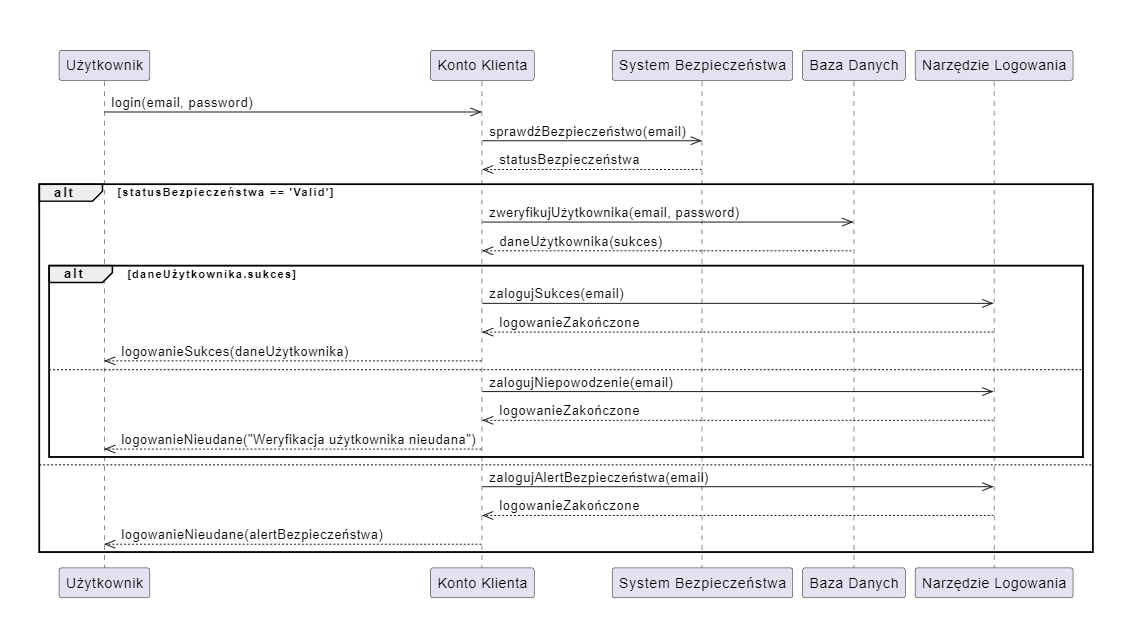 Użytkownik
Konto Klienta
System Bezpieczeństwa
Baza Danych
Narzędzie Logowania
login(email, password)
sprawdźBezpieczeństwo(email)
statusBezpieczeństwa
alt
[statusBezpieczeństwa == 'Valid']
zweryfikujUżytkownika(email, password)
daneUżytkownika(sukces)
alt
[daneUżytkownika.sukces]
zalogujSukces(email)
logowanieZakończone
logowanieSukces(daneUżytkownika)
zalogujNiepowodzenie(email)
logowanieZakończone
logowanieNieudane("Weryfikacja użytkownika nieudana")
zalogujAlertBezpieczeństwa(email)
logowanieZakończone
logowanieNieudane(alertBezpieczeństwa)
Użytkownik
Konto Klienta
System Bezpieczeństwa
Baza Danych
Narzędzie Logowania